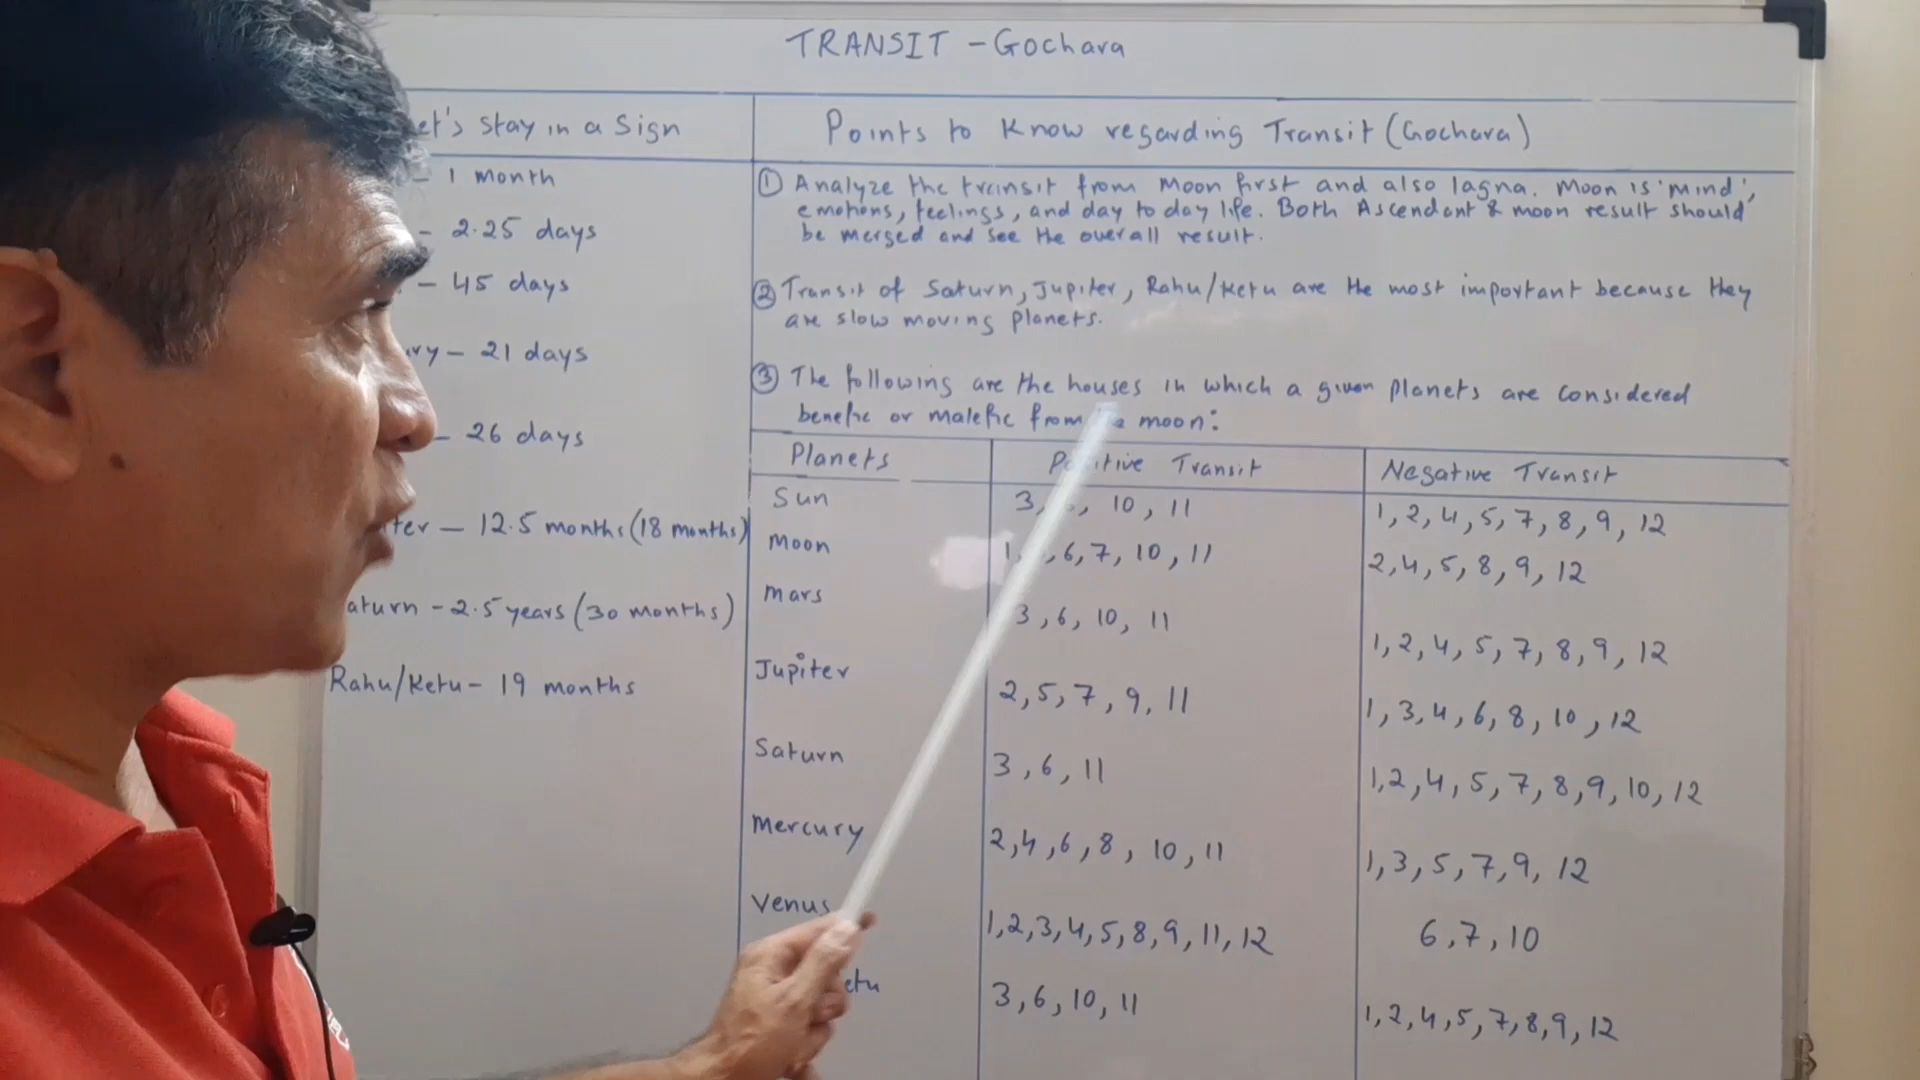 TRANSIT - Gochara
et's stay in a Sign
- 1 month
- 2.25 days
- 45 days
ry - 21 days
- 26 days
ter - 12.5 months (18 months)
aturn - 2.5 years (30 months)
Rahu/Ketu - 19 months
Points to Know regarding Transit (Gochara)
① Analyze the transit from Moon first and also lagna. Moon is 'mind',
emotions, feelings, and day to day life. Both Ascendant & moon result should
be merged and see the overall result.
② Transit of Saturn, Jupiter, Rahu/Ketu are the most important because they
are slow moving planets.
③ The following are the houses in which a given planets are considered
benefic or malefic from moon:
Planets Positive Transit Negative Transit
Sun 3, 10, 11 1, 2, 4, 5, 7, 8, 9, 12
Moon 1, 6, 7, 10, 11 2, 4, 5, 8, 9, 12
Mars 3, 6, 10, 11 1, 2, 4, 5, 7, 8, 9, 12
Jupiter 2, 5, 7, 9, 11 1, 3, 4, 6, 8, 10, 12
Saturn 3, 6, 11 1, 2, 4, 5, 7, 8, 9, 10, 12
Mercury 2, 4, 6, 8, 10, 11 1, 3, 5, 7, 9, 12
Venus 1, 2, 3, 4, 5, 8, 9, 11, 12 6, 7, 10
etu 3, 6, 10, 11 1, 2, 4, 5, 7, 8, 9, 12